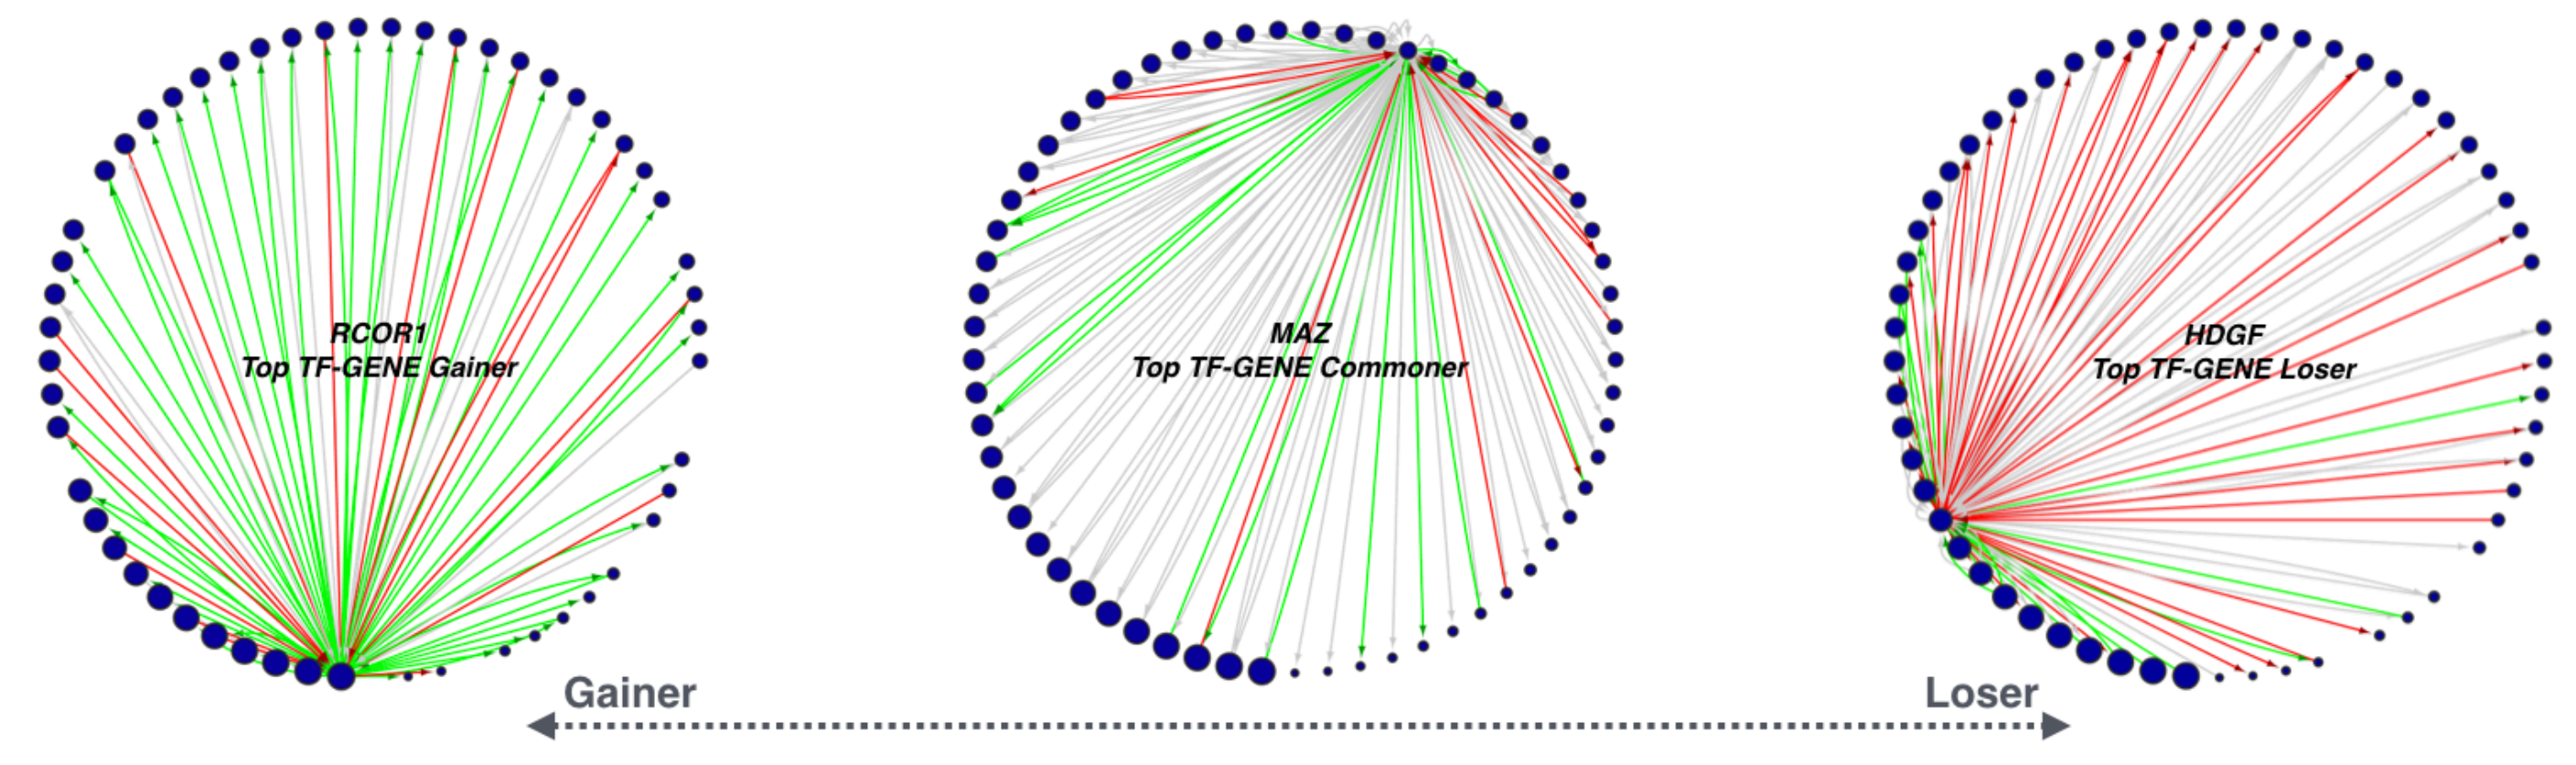 RCOR1
Top TF-GENE Gainer
MAZ
Top TF-GENE Commoner
HDGF
Top TF-GENE Loser
Gainer
Loser